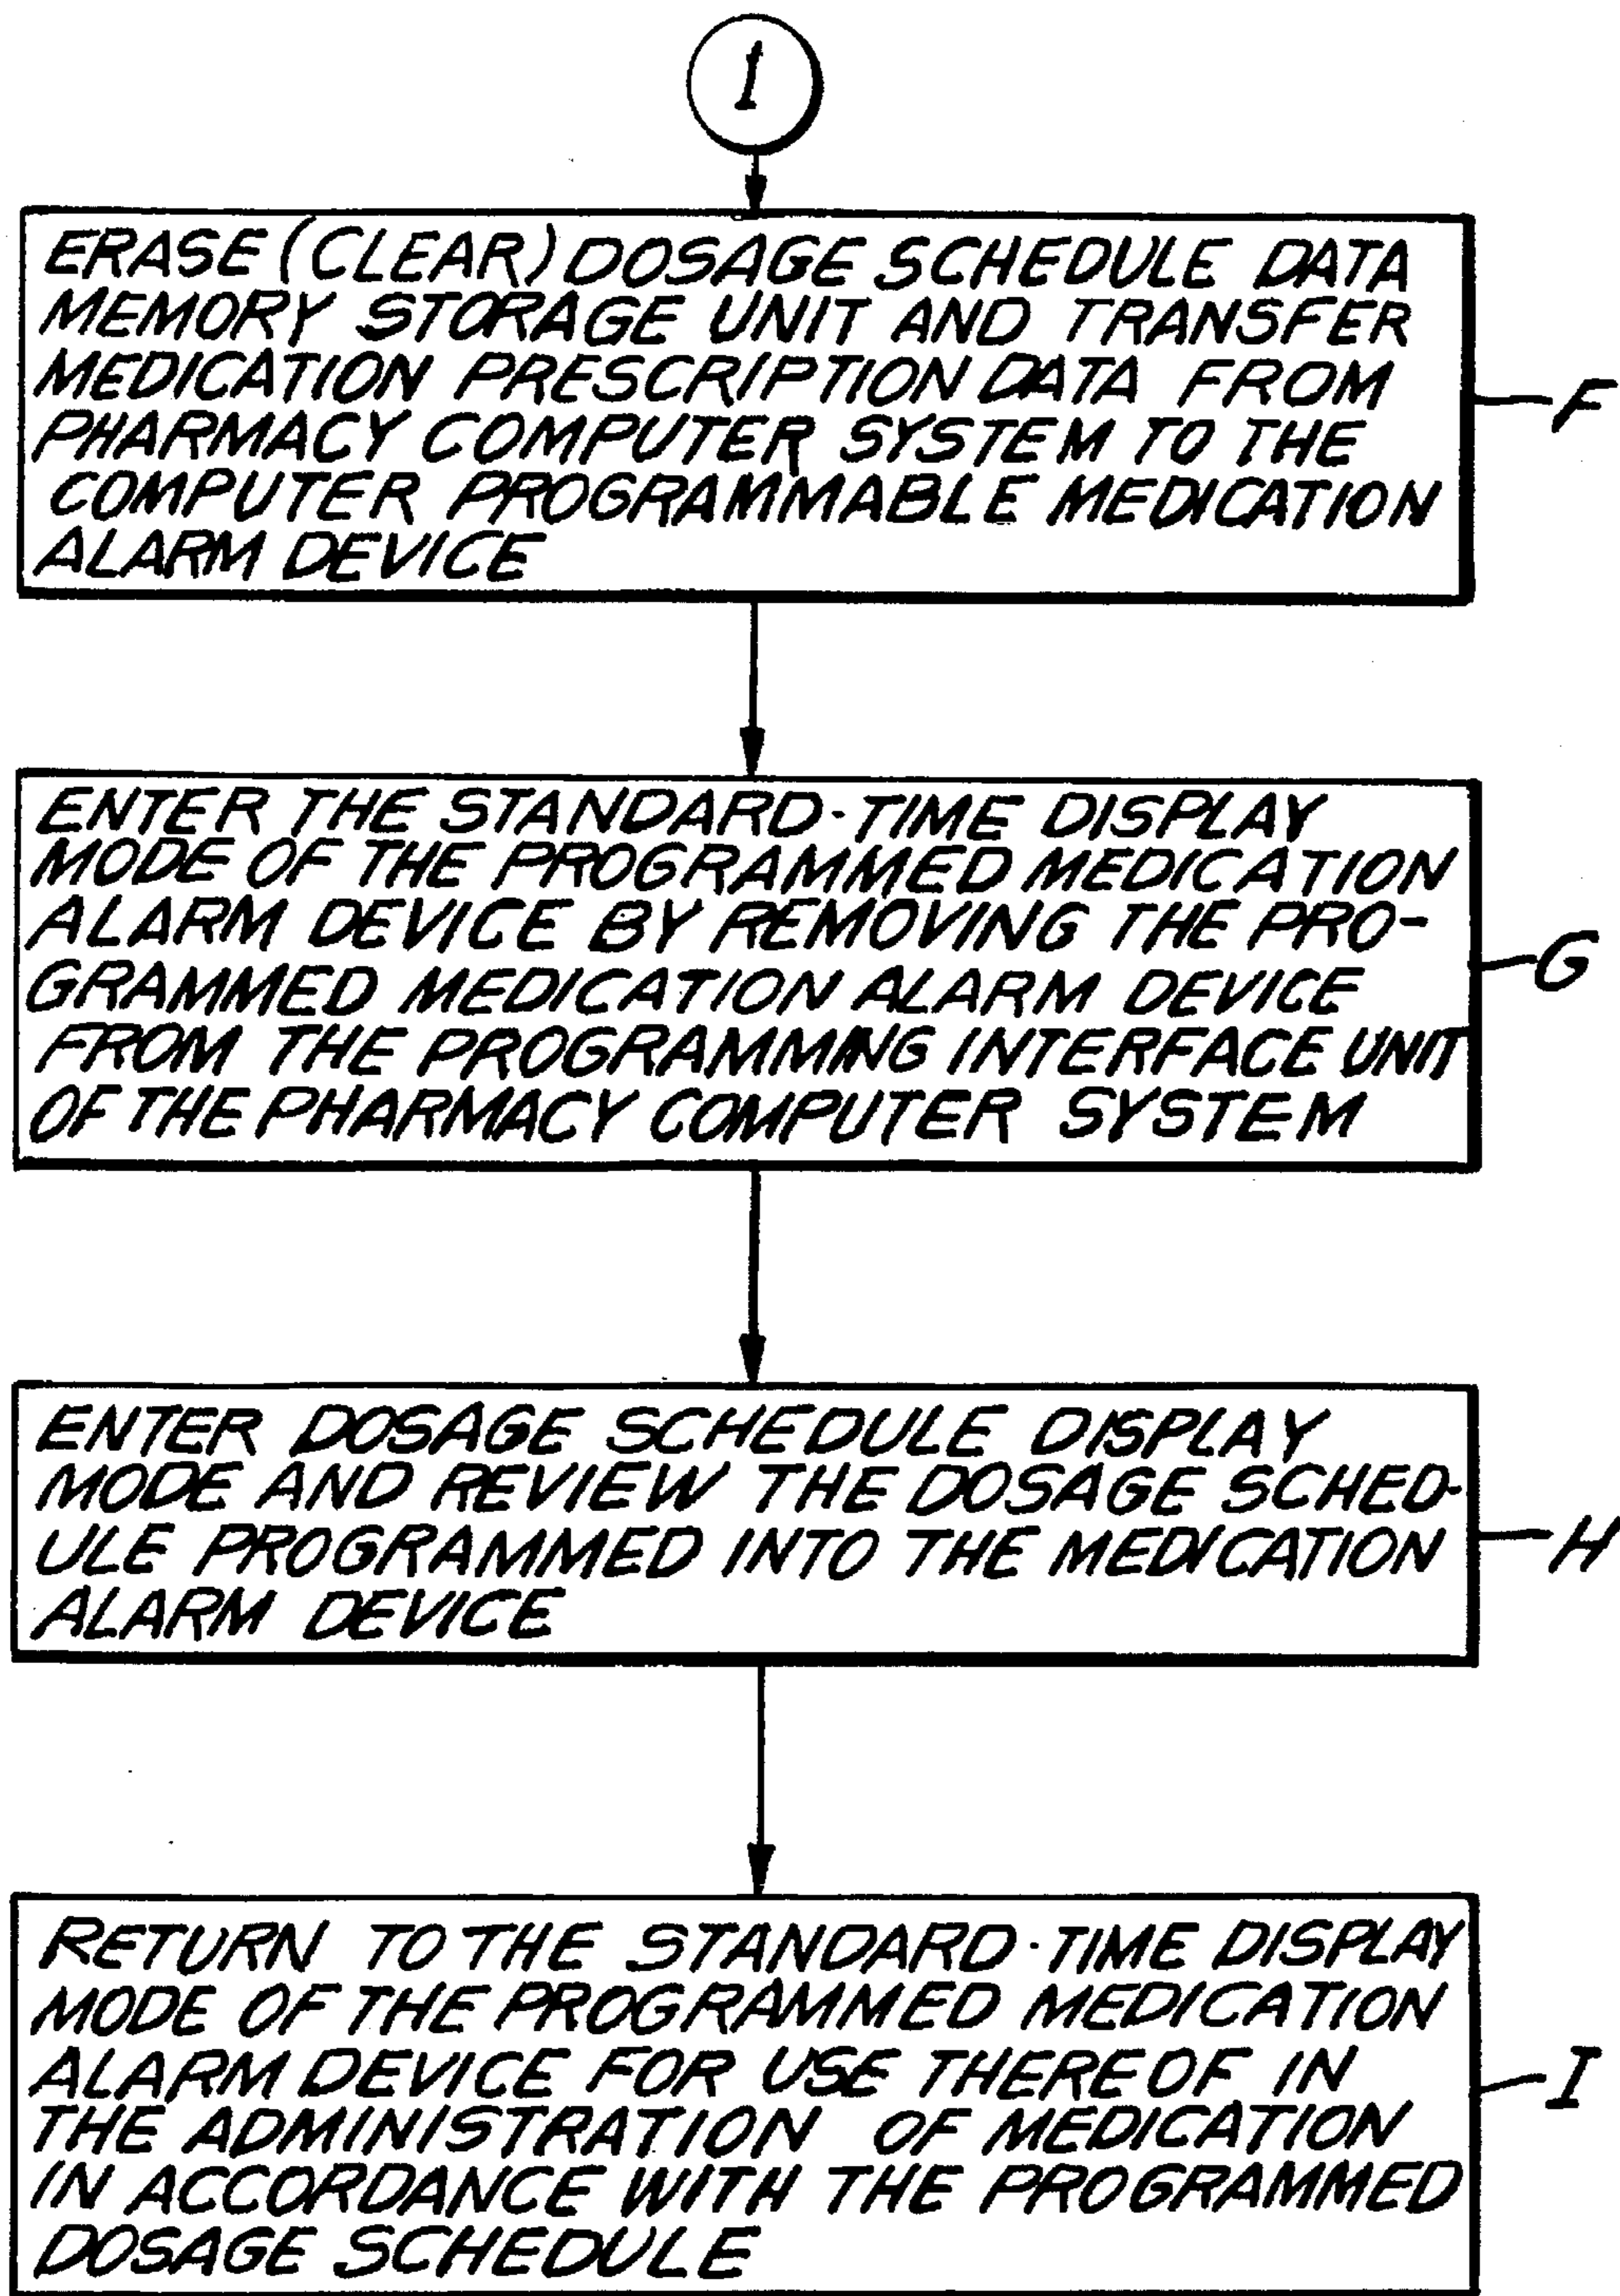 1
ERASE (CLEAR) DOSAGE SCHEDULE DATA
MEMORY STORAGE UNIT AND TRANSFER
MEDICATION PRESCRIPTION DATA FROM
PHARMACY COMPUTER SYSTEM TO THE
COMPUTER PROGRAMMABLE MEDICATION
ALARM DEVICE
F
ENTER THE STANDARD-TIME DISPLAY
MODE OF THE PROGRAMMED MEDICATION
ALARM DEVICE BY REMOVING THE PRO-
GRAMMED MEDICATION ALARM DEVICE
FROM THE PROGRAMMING INTERFACE UNIT
OF THE PHARMACY COMPUTER SYSTEM
G
ENTER DOSAGE SCHEDULE DISPLAY
MODE AND REVIEW THE DOSAGE SCHED-
ULE PROGRAMMED INTO THE MEDICATION
ALARM DEVICE
H
RETURN TO THE STANDARD-TIME DISPLAY
MODE OF THE PROGRAMMED MEDICATION
ALARM DEVICE FOR USE THEREOF IN
THE ADMINISTRATION OF MEDICATION
IN ACCORDANCE WITH THE PROGRAMMED
DOSAGE SCHEDULE
I